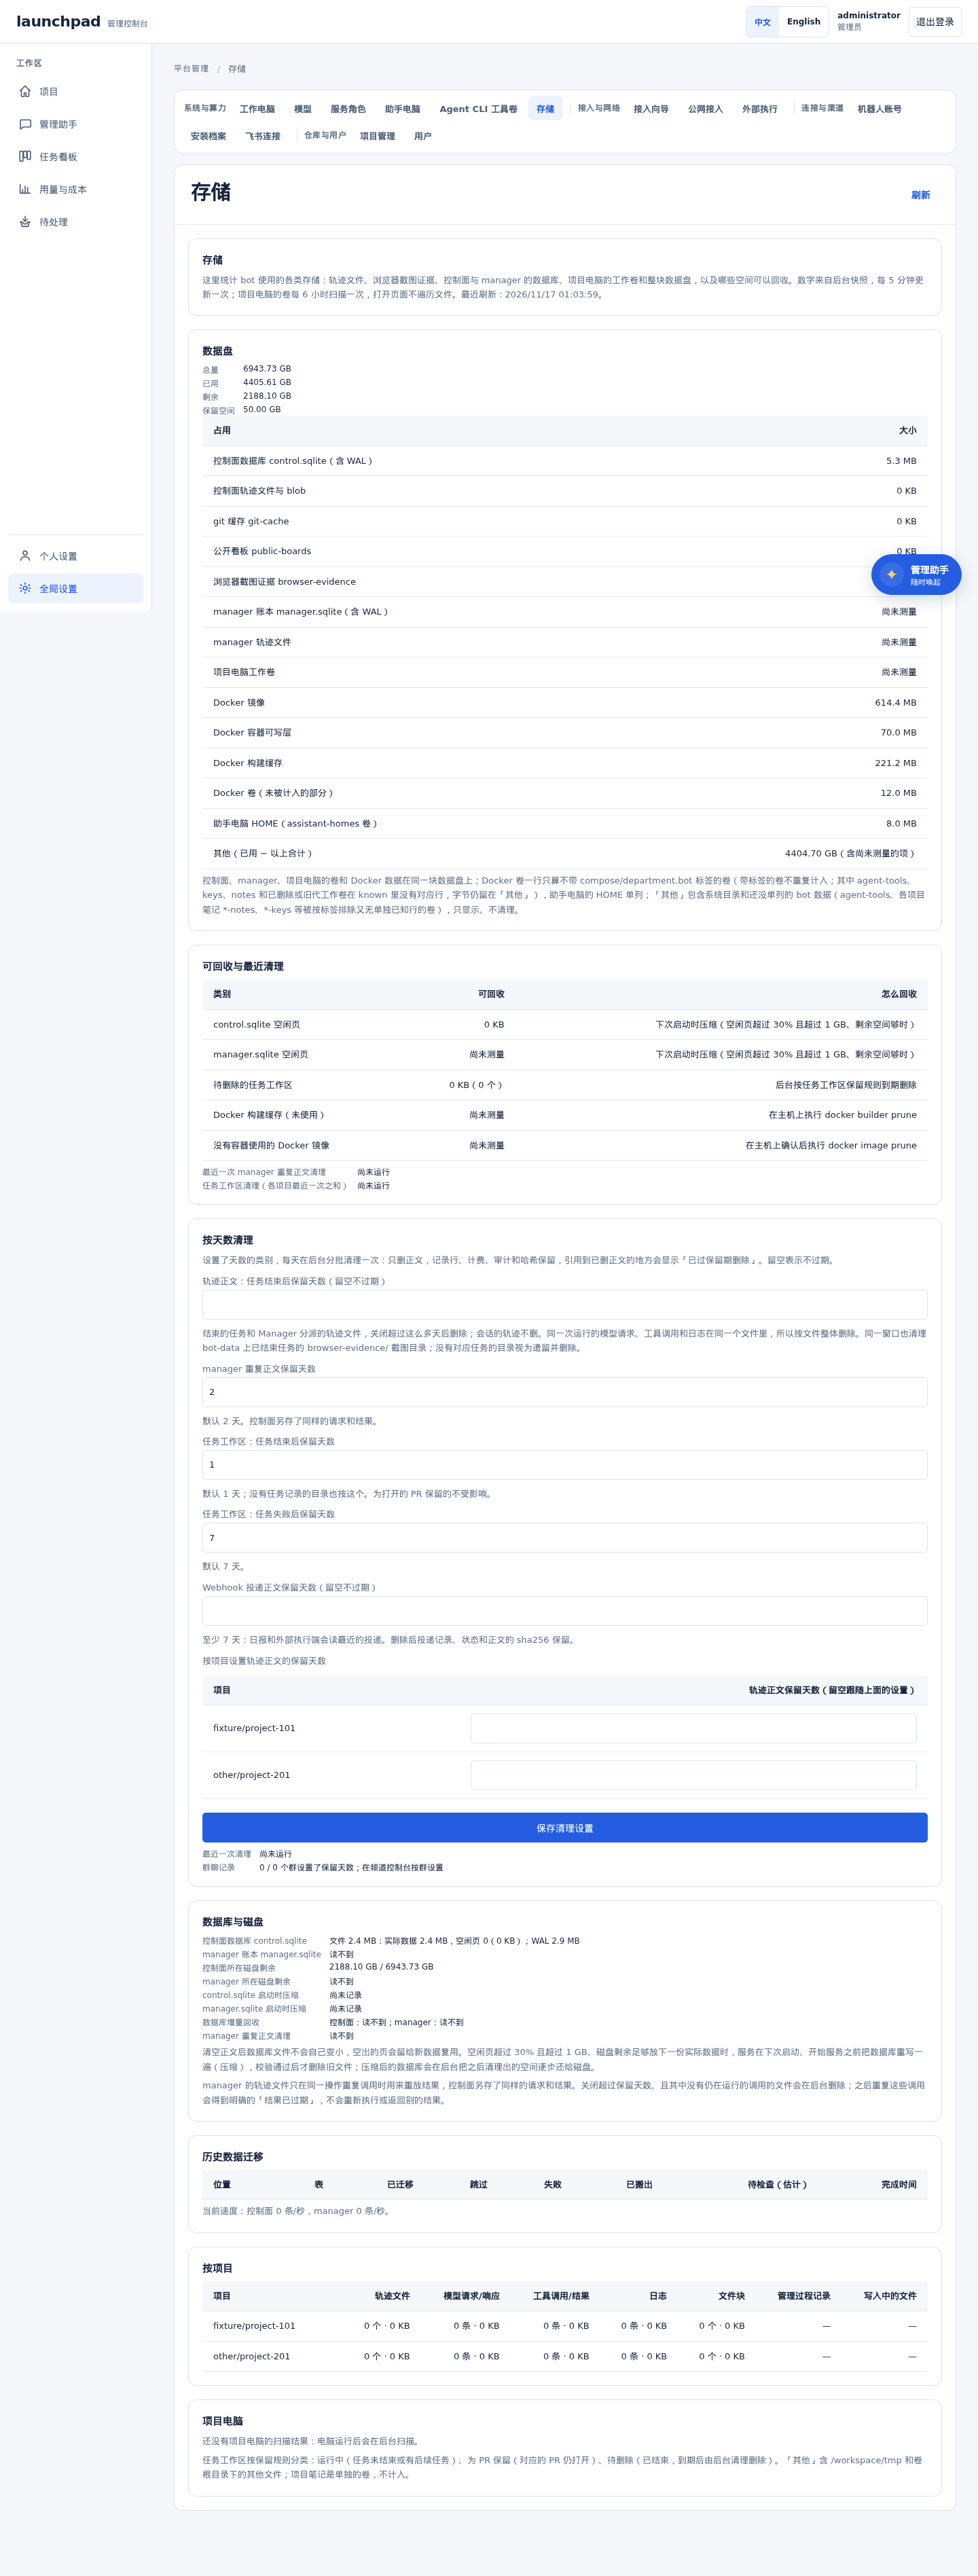 launchpad 管理控制台
中文 English administrator 管理员 退出登录
工作区
项目
管理助手
任务看板
用量与成本
待处理
个人设置
全局设置
平台管理 / 存储
系统与算力 工作电脑 模型 服务角色 助手电脑 Agent CLI 工具卷 存储 接入与网络 接入向导 公网接入 外部执行 连接与渠道 机器人账号
安装档案 飞书连接 仓库与用户 项目管理 用户
存储 刷新
存储
这里统计 bot 使用的各类存储：轨迹文件、浏览器截图证据、控制面与 manager 的数据库、项目电脑的工作卷和整块数据盘，以及哪些空间可以回收。数字来自后台快照，每 5 分钟更
新一次；项目电脑的卷每 6 小时扫描一次，打开页面不遍历文件。最近刷新：2026/11/17 01:03:59。
数据盘
总量 6943.73 GB
已用 4405.61 GB
剩余 2188.10 GB
保留空间 50.00 GB
占用 大小
控制面数据库 control.sqlite（含 WAL） 5.3 MB
控制面轨迹文件与 blob 0 KB
git 缓存 git-cache 0 KB
公开看板 public-boards 0 KB
浏览器截图证据 browser-evidence
管理助手
随时唤起
manager 账本 manager.sqlite（含 WAL） 尚未测量
manager 轨迹文件 尚未测量
项目电脑工作卷 尚未测量
Docker 镜像 614.4 MB
Docker 容器可写层 70.0 MB
Docker 构建缓存 221.2 MB
Docker 卷（未被计入的部分） 12.0 MB
助手电脑 HOME（assistant-homes 卷） 8.0 MB
其他（已用 − 以上合计） 4404.70 GB（含尚未测量的项）
控制面、manager、项目电脑的卷和 Docker 数据在同一块数据盘上；Docker 卷一行只算不带 compose/department.bot 标签的卷（带标签的卷不重复计入；其中 agent-tools、
keys、notes 和已删除或旧代工作卷在 known 里没有对应行，字节仍留在「其他」），助手电脑的 HOME 单列；「其他」包含系统目录和还没单列的 bot 数据（agent-tools、各项目
笔记 *-notes、*-keys 等被按标签排除又无单独已知行的卷），只显示、不清理。
可回收与最近清理
类别 可回收 怎么回收
control.sqlite 空闲页 0 KB 下次启动时压缩（空闲页超过 30% 且超过 1 GB、剩余空间够时）
manager.sqlite 空闲页 尚未测量 下次启动时压缩（空闲页超过 30% 且超过 1 GB、剩余空间够时）
待删除的任务工作区 0 KB（0 个） 后台按任务工作区保留规则到期删除
Docker 构建缓存（未使用） 尚未测量 在主机上执行 docker builder prune
没有容器使用的 Docker 镜像 尚未测量 在主机上确认后执行 docker image prune
最近一次 manager 重复正文清理 尚未运行
任务工作区清理（各项目最近一次之和） 尚未运行
按天数清理
设置了天数的类别，每天在后台分批清理一次：只删正文，记录行、计费、审计和哈希保留，引用到已删正文的地方会显示「已过保留期删除」。留空表示不过期。
轨迹正文：任务结束后保留天数（留空不过期）
结束的任务和 Manager 分派的轨迹文件，关闭超过这么多天后删除；会话的轨迹不删。同一次运行的模型请求、工具调用和日志在同一个文件里，所以按文件整体删除。同一窗口也清理
bot-data 上已结束任务的 browser-evidence/ 截图目录；没有对应任务的目录视为遗留并删除。
manager 重复正文保留天数
2
默认 2 天。控制面另存了同样的请求和结果。
任务工作区：任务结束后保留天数
1
默认 1 天；没有任务记录的目录也按这个。为打开的 PR 保留的不受影响。
任务工作区：任务失败后保留天数
7
默认 7 天。
Webhook 投递正文保留天数（留空不过期）
至少 7 天：日报和外部执行端会读最近的投递。删除后投递记录、状态和正文的 sha256 保留。
按项目设置轨迹正文的保留天数
项目 轨迹正文保留天数（留空跟随上面的设置）
fixture/project-101
other/project-201
保存清理设置
最近一次清理 尚未运行
群聊记录 0 / 0 个群设置了保留天数；在频道控制台按群设置
数据库与磁盘
控制面数据库 control.sqlite 文件 2.4 MB：实际数据 2.4 MB，空闲页 0（0 KB）；WAL 2.9 MB
manager 账本 manager.sqlite 读不到
控制面所在磁盘剩余 2188.10 GB / 6943.73 GB
manager 所在磁盘剩余 读不到
control.sqlite 启动时压缩 尚未记录
manager.sqlite 启动时压缩 尚未记录
数据库增量回收 控制面：读不到；manager：读不到
manager 重复正文清理 读不到
清空正文后数据库文件不会自己变小，空出的页会留给新数据复用。空闲页超过 30% 且超过 1 GB、磁盘剩余足够放下一份实际数据时，服务在下次启动、开始服务之前把数据库重写一
遍（压缩），校验通过后才删除旧文件；压缩后的数据库会在后台把之后清理出的空间逐步还给磁盘。
manager 的轨迹文件只在同一操作重复调用时用来重放结果，控制面另存了同样的请求和结果。关闭超过保留天数、且其中没有仍在运行的调用的文件会在后台删除；之后重复这些调用
会得到明确的「结果已过期」，不会重新执行或返回别的结果。
历史数据迁移
位置 表 已迁移 跳过 失败 已搬出 待检查（估计） 完成时间
当前速度：控制面 0 条/秒，manager 0 条/秒。
按项目
项目 轨迹文件 模型请求/响应 工具调用/结果 日志 文件块 管理过程记录 写入中的文件
fixture/project-101 0 个 · 0 KB 0 条 · 0 KB 0 条 · 0 KB 0 条 · 0 KB 0 个 · 0 KB — —
other/project-201 0 个 · 0 KB 0 条 · 0 KB 0 条 · 0 KB 0 条 · 0 KB 0 个 · 0 KB — —
项目电脑
还没有项目电脑的扫描结果：电脑运行后会在后台扫描。
任务工作区按保留规则分类：运行中（任务未结束或有后续任务）、为 PR 保留（对应的 PR 仍打开）、待删除（已结束，到期后由后台清理删除）。「其他」含 /workspace/tmp 和卷
根目录下的其他文件；项目笔记是单独的卷，不计入。